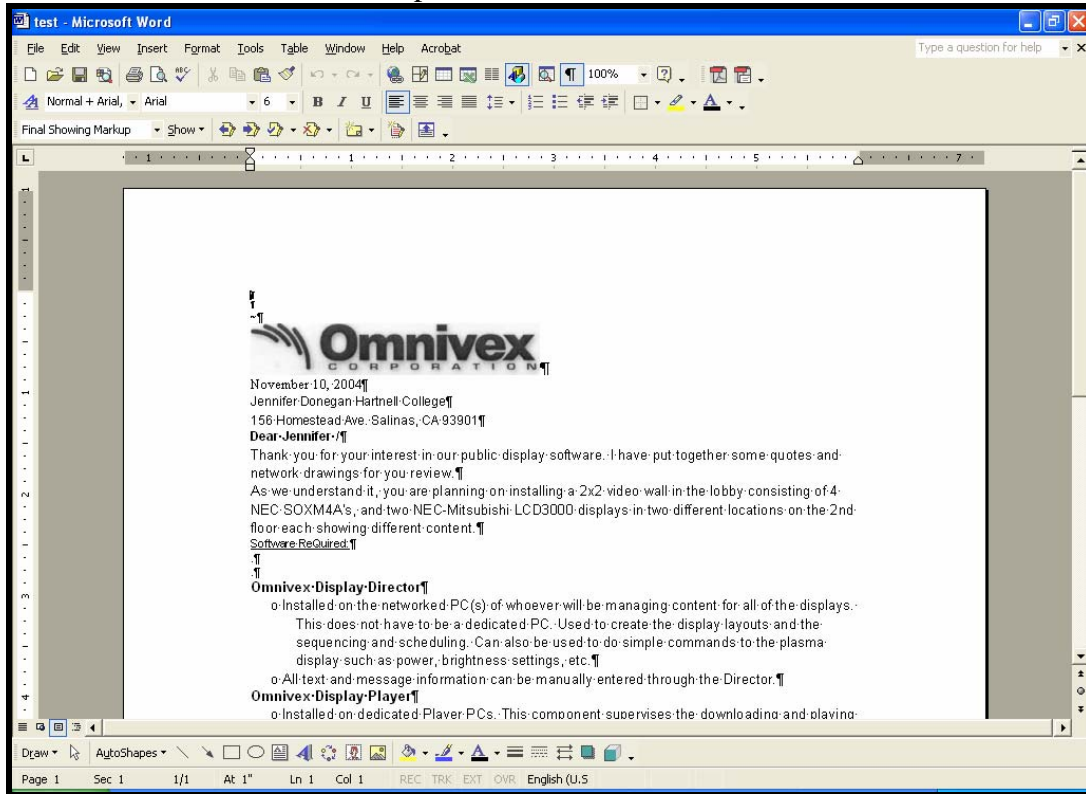 test - Microsoft Word
File Edit View Insert Format Tools Table Window Help Acrobat Type a question for help
100%
Normal + Arial, Arial 6 B I U
Final Showing Markup Show
1 1 2 3 4 5 7
Omnivex
CORPORATION¶
November·10,·2004¶
Jennifer·Donegan·Hartnell·College¶
156·Homestead·Ave.·Salinas,·CA·93901¶
Dear·Jennifer·/¶
Thank·you·for·your·interest·in·our·public·display·software.·I·have·put·together·some·quotes·and·
network·drawings·for·you·review.¶
As·we·understand·it,·you·are·planning·on·installing·a·2x2·video·wall·in·the·lobby·consisting·of·4·
NEC·SOXM4A's,·and·two·NEC-Mitsubishi·LCD3000·displays·in·two·different·locations·on·the·2nd·
floor·each·showing·different·content.¶
Software·ReQuired:¶
.¶
.¶
Omnivex·Display·Director¶
o·Installed·on·the·networked·PC(s)·of·whoever·will·be·managing·content·for·all·of·the·displays.·
This·does·not·have·to·be·a·dedicated·PC.·Used·to·create·the·display·layouts·and·the·
sequencing·and·scheduling.·Can·also·be·used·to·do·simple·commands·to·the·plasma·
display·such·as·power,·brightness·settings,·etc.¶
o·All·text·and·message·information·can·be·manually·entered·through·the·Director.¶
Omnivex·Display·Player¶
o·Installed·on·dedicated·Player·PCs.·This·component·supervises·the·downloading·and·playing·
Draw AutoShapes
Page 1 Sec 1 1/1 At 1" Ln 1 Col 1 REC TRK EXT OVR English (U.S